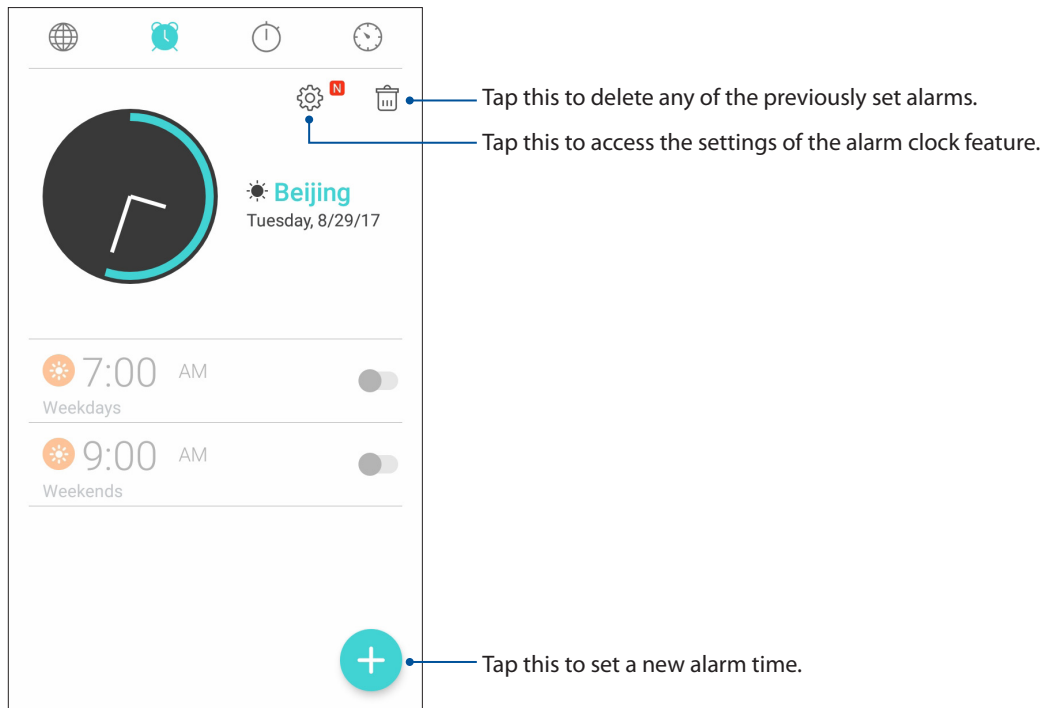 N
Tap this to delete any of the previously set alarms.
Tap this to access the settings of the alarm clock feature.
Beijing
Tuesday, 8/29/17
7:00 AM
Weekdays
9:00 AM
Weekends
Tap this to set a new alarm time.